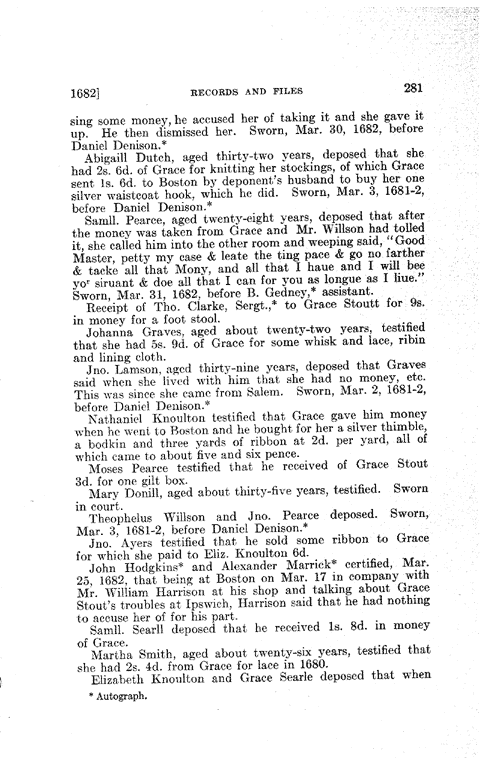 1682] RECORDS AND FILES 281
sing some money, he accused her of taking it and she gave it
up. He then dismissed her. Sworn, Mar. 30, 1682, before
Daniel Denison.*
Abigaill Dutch, aged thirty-two years, deposed that she
had 2s. 6d. of Grace for knitting her stockings, of which Grace
sent 1s. 6d. to Boston by deponent's husband to buy her one
silver waistcoat hook, which he did. Sworn, Mar. 3, 1681-2,
before Daniel Denison.*
Samll. Pearce, aged twenty-eight years, deposed that after
the money was taken from Grace and Mr. Willson had tolled
it, she called him into the other room and weeping said, "Good
Master, petty my case & leate the ting pace & go no farther
& tacke all that Mony, and all that I haue and I will bee
yoʳ siruant & doe all that I can for you as longue as I liue."
Sworn, Mar. 31, 1682, before B. Gedney,* assistant.
Receipt of Tho. Clarke, Sergt.,* to Grace Stoutt for 9s.
in money for a foot stool.
Johanna Graves, aged about twenty-two years, testified
that she had 5s. 9d. of Grace for some whisk and lace, ribin
and lining cloth.
Jno. Lamson, aged thirty-nine years, deposed that Graves
said when she lived with him that she had no money, etc.
This was since she came from Salem. Sworn, Mar. 2, 1681-2,
before Daniel Denison.*
Nathaniel Knoulton testified that Grace gave him money
when he went to Boston and he bought for her a silver thimble,
a bodkin and three yards of ribbon at 2d. per yard, all of
which came to about five and six pence.
Moses Pearce testified that he received of Grace Stout
3d. for one gilt box.
Mary Donill, aged about thirty-five years, testified. Sworn
in court.
Theophelus Willson and Jno. Pearce deposed. Sworn,
Mar. 3, 1681-2, before Daniel Denison.*
Jno. Ayers testified that he sold some ribbon to Grace
for which she paid to Eliz. Knoulton 6d.
John Hodgkins* and Alexander Marrick* certified, Mar.
25, 1682, that being at Boston on Mar. 17 in company with
Mr. William Harrison at his shop and talking about Grace
Stout's troubles at Ipswich, Harrison said that he had nothing
to accuse her of for his part.
Samll. Searll deposed that he received 1s. 8d. in money
of Grace.
Martha Smith, aged about twenty-six years, testified that
she had 2s. 4d. from Grace for lace in 1680.
Elizabeth Knoulton and Grace Searle deposed that when
* Autograph.